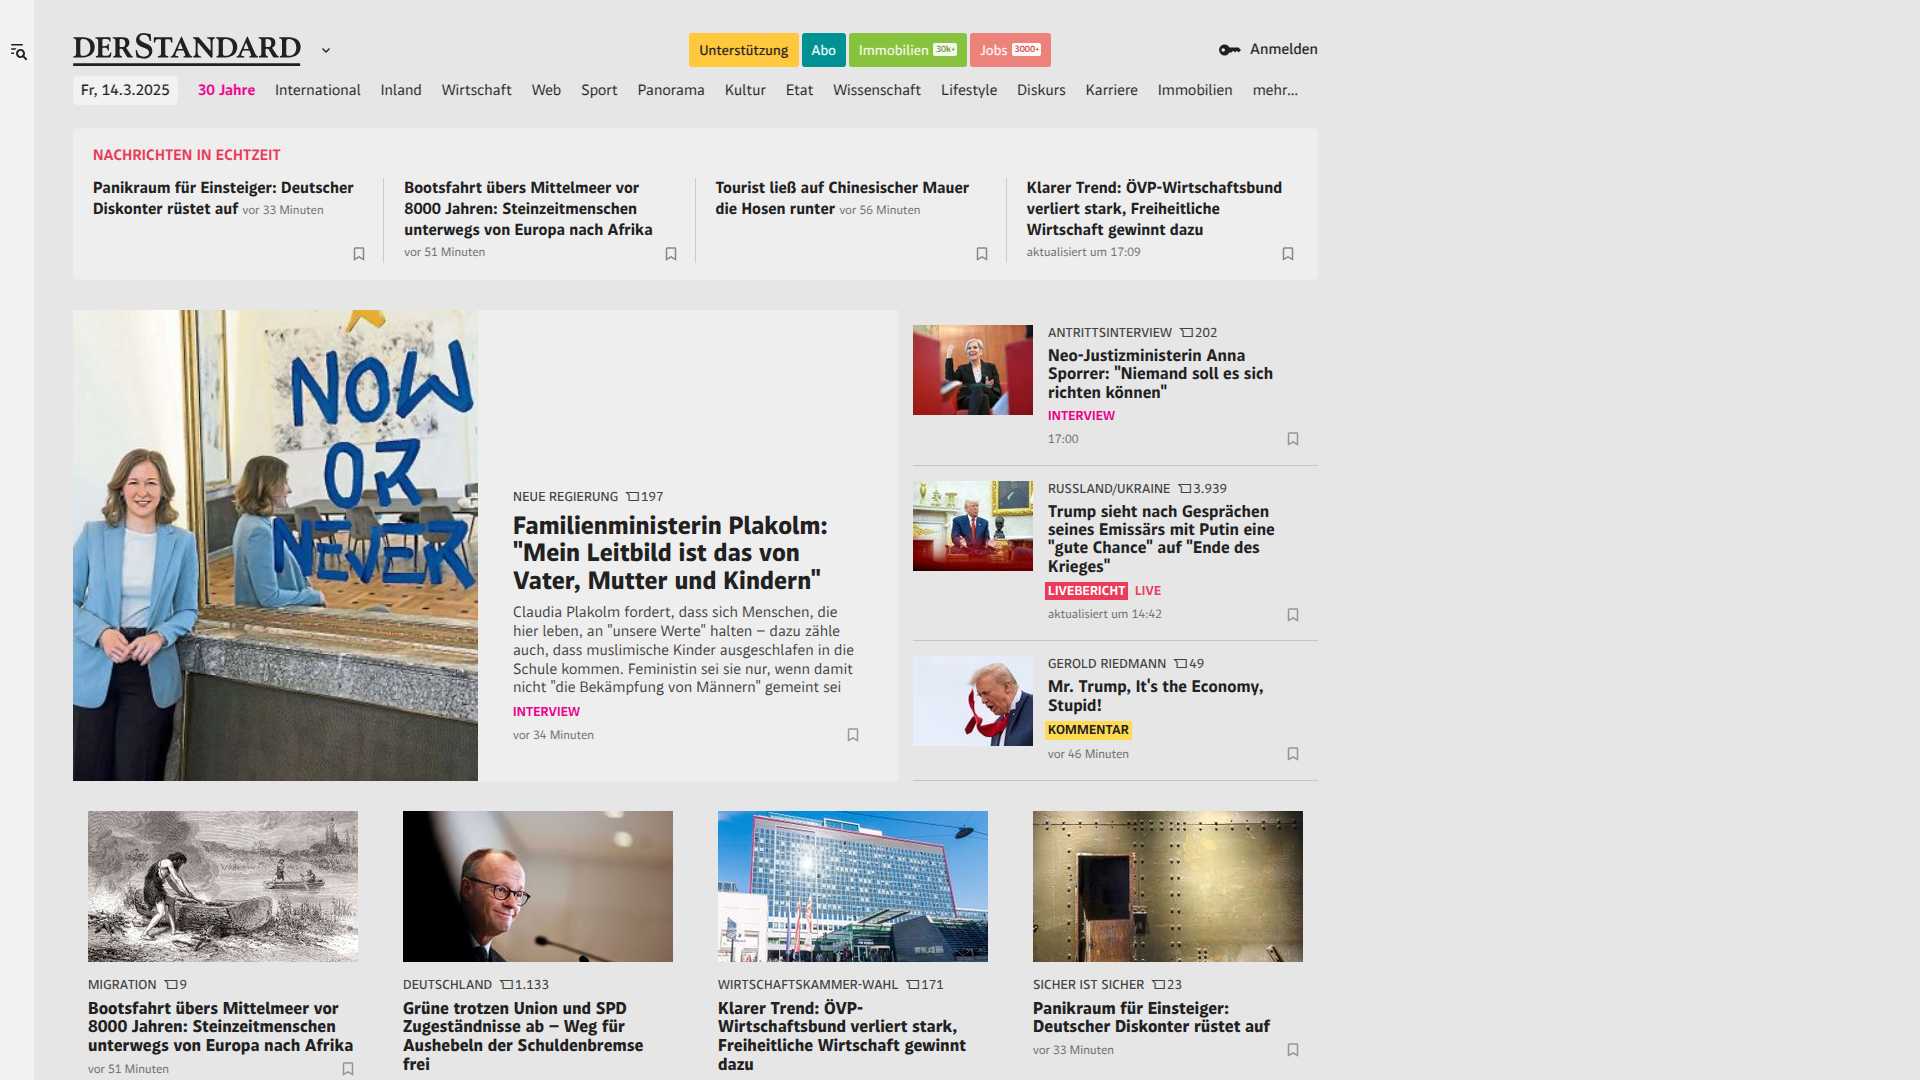 DERSTANDARD
Unterstützung
Abo
Immobilien 30k+
Jobs 3000+
Anmelden
Fr, 14.3.2025
30 Jahre
International
Inland
Wirtschaft
Web
Sport
Panorama
Kultur
Etat
Wissenschaft
Lifestyle
Diskurs
Karriere
Immobilien
mehr...
NACHRICHTEN IN ECHTZEIT
Panikraum für Einsteiger: Deutscher
Diskonter rüstet auf vor 33 Minuten
Bootsfahrt übers Mittelmeer vor
8000 Jahren: Steinzeitmenschen
unterwegs von Europa nach Afrika
vor 51 Minuten
Tourist ließ auf Chinesischer Mauer
die Hosen runter vor 56 Minuten
Klarer Trend: ÖVP-Wirtschaftsbund
verliert stark, Freiheitliche
Wirtschaft gewinnt dazu
aktualisiert um 17:09
NOW
OR
NEVER
NEUE REGIERUNG 197
Familienministerin Plakolm:
"Mein Leitbild ist das von
Vater, Mutter und Kindern"
Claudia Plakolm fordert, dass sich Menschen, die
hier leben, an "unsere Werte" halten – dazu zähle
auch, dass muslimische Kinder ausgeschlafen in die
Schule kommen. Feministin sei sie nur, wenn damit
nicht "die Bekämpfung von Männern" gemeint sei
INTERVIEW
vor 34 Minuten
ANTRITTSINTERVIEW 202
Neo-Justizministerin Anna
Sporrer: "Niemand soll es sich
richten können"
INTERVIEW
17:00
RUSSLAND/UKRAINE 3.939
Trump sieht nach Gesprächen
seines Emissärs mit Putin eine
"gute Chance" auf "Ende des
Krieges"
LIVEBERICHT LIVE
aktualisiert um 14:42
GEROLD RIEDMANN 49
Mr. Trump, It's the Economy,
Stupid!
KOMMENTAR
vor 46 Minuten
MIGRATION 9
Bootsfahrt übers Mittelmeer vor
8000 Jahren: Steinzeitmenschen
unterwegs von Europa nach Afrika
vor 51 Minuten
DEUTSCHLAND 1.133
Grüne trotzen Union und SPD
Zugeständnisse ab – Weg für
Aushebeln der Schuldenbremse
frei
WIRTSCHAFTSKAMMER-WAHL 171
Klarer Trend: ÖVP-
Wirtschaftsbund verliert stark,
Freiheitliche Wirtschaft gewinnt
dazu
SICHER IST SICHER 23
Panikraum für Einsteiger:
Deutscher Diskonter rüstet auf
vor 33 Minuten